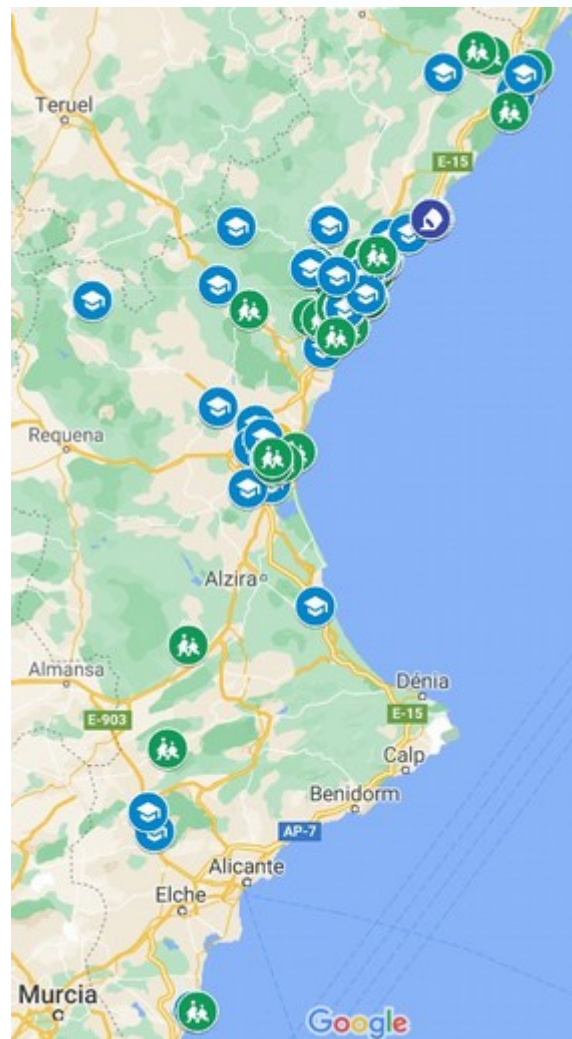 Teruel
E-15
Requena
Alzira
Almansa
Dénia
E-903
E-15
Calp
Benidorm
AP-7
Alicante
Elche
Murcia
Google